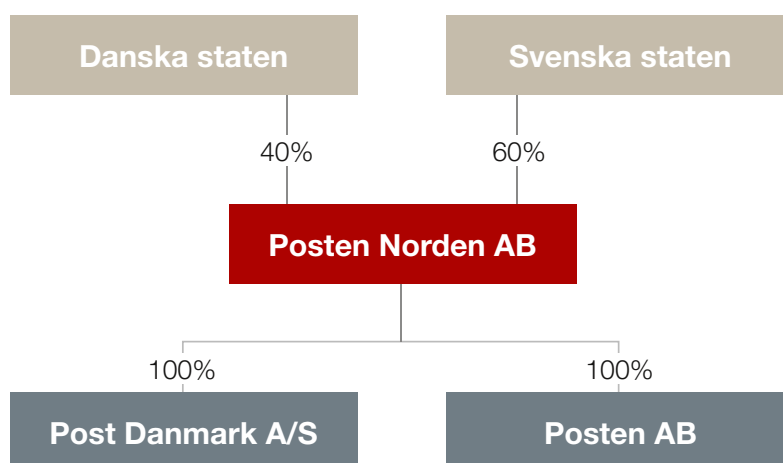 Danska staten
Svenska staten
40%
60%
Posten Norden AB
100%
100%
Post Danmark A/S
Posten AB